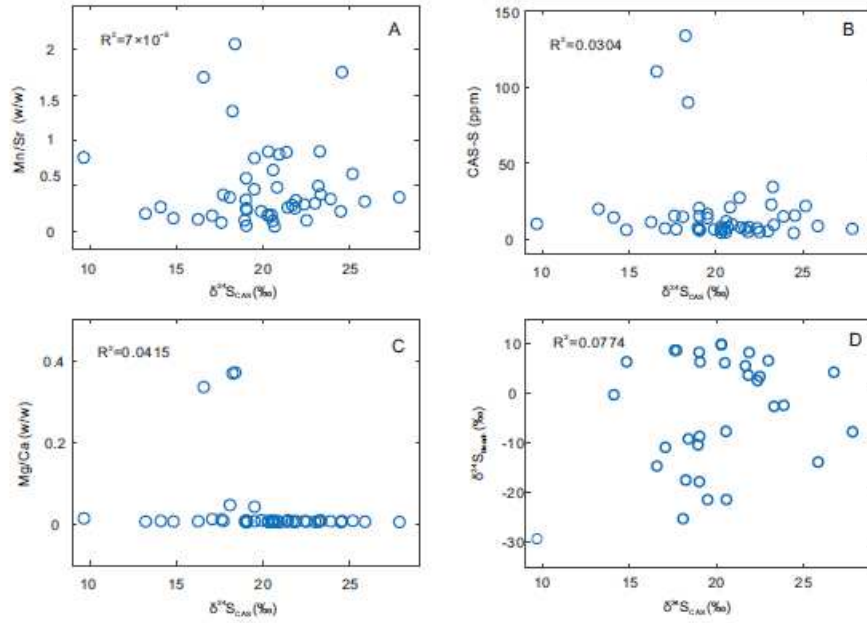 A
R²=7×10
2
1.5
1
0.5
0
Mn/Sr (w/w)
10 15 20 25
δ³⁴S_CAS (‰)
B
R²=0.0304
150
100
50
0
CAS-S (ppm)
10 15 20 25
δ³⁴S_CAS (‰)
C
R²=0.0415
0.4
0.2
0
Mg/Ca (w/w)
10 15 20 25
δ³⁴S_CAS (‰)
D
R²=0.0774
10
0
-10
-20
-30
δ³⁴S (‰)
10 15 20 25
δ³⁴S_CAS (‰)